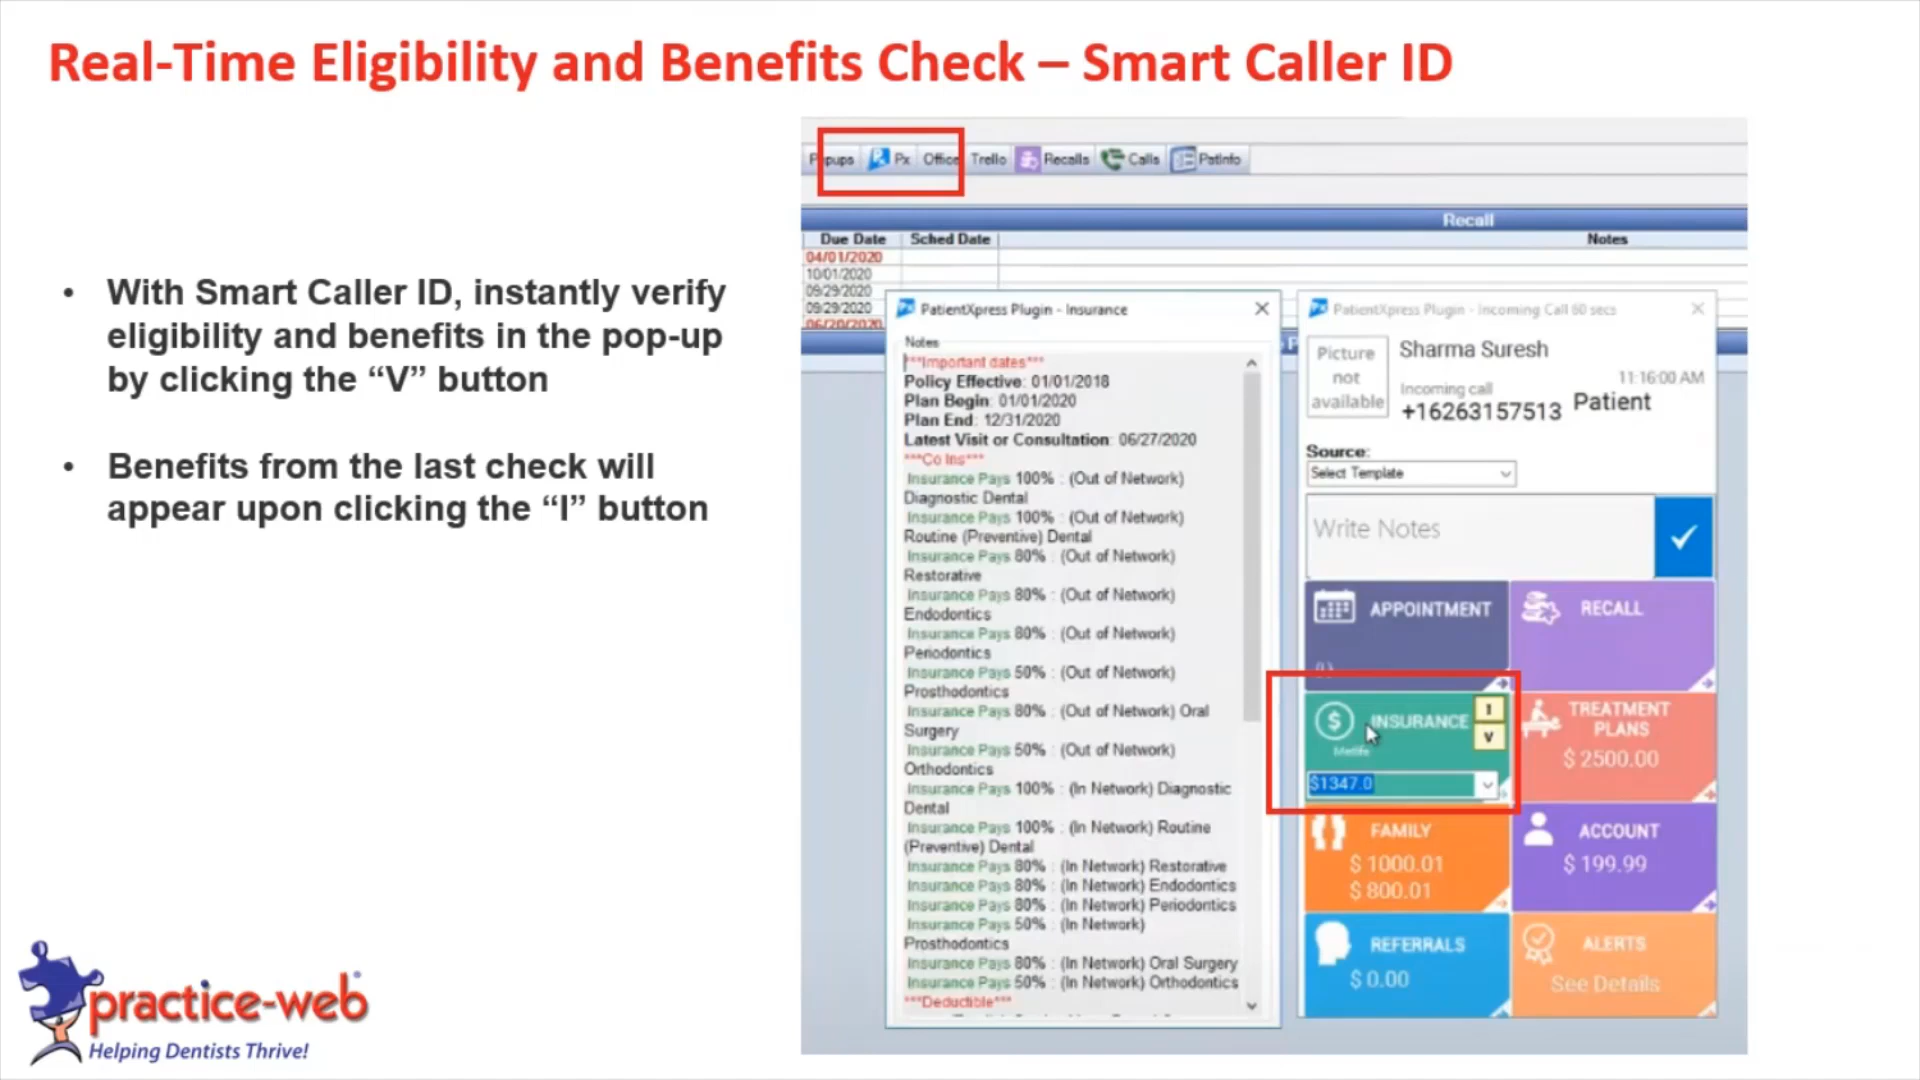 Real-Time Eligibility and Benefits Check – Smart Caller ID
• With Smart Caller ID, instantly verify
eligibility and benefits in the pop-up
by clicking the “V” button
• Benefits from the last check will
appear upon clicking the “I” button
Popups Px Office Trello Recalls Calls PatInfo
Recall
Due Date Sched Date Notes
04/01/2020
10/01/2020
09/29/2020
09/29/2020
06/20/2020
PatientXpress Plugin - Insurance
Notes
***Important dates***
Policy Effective: 01/01/2018
Plan Begin: 01/01/2020
Plan End: 12/31/2020
Latest Visit or Consultation: 06/27/2020
***Co Ins***
Insurance Pays 100% : (Out of Network)
Diagnostic Dental
Insurance Pays 100% : (Out of Network)
Routine (Preventive) Dental
Insurance Pays 80% : (Out of Network)
Restorative
Insurance Pays 80% : (Out of Network)
Endodontics
Insurance Pays 80% : (Out of Network)
Periodontics
Insurance Pays 50% : (Out of Network)
Prosthodontics
Insurance Pays 80% : (Out of Network) Oral
Surgery
Insurance Pays 50% : (Out of Network)
Orthodontics
Insurance Pays 100% : (In Network) Diagnostic
Dental
Insurance Pays 100% : (In Network) Routine
(Preventive) Dental
Insurance Pays 80% : (In Network) Restorative
Insurance Pays 80% : (In Network) Endodontics
Insurance Pays 80% : (In Network) Periodontics
Insurance Pays 50% : (In Network)
Prosthodontics
Insurance Pays 80% : (In Network) Oral Surgery
Insurance Pays 50% : (In Network) Orthodontics
***Deductible***
PatientXpress Plugin - Incoming Call 60 secs
Picture
not
available
Sharma Suresh
11:16:00 AM
Incoming call
+16263157513 Patient
Source:
Select Template
Write Notes
APPOINTMENT
RECALL
INSURANCE
I
V
Metlife
$1347.0
TREATMENT
PLANS
$ 2500.00
FAMILY
$ 1000.01
$ 800.01
ACCOUNT
$ 199.99
REFERRALS
$ 0.00
ALERTS
See Details
practice-web
Helping Dentists Thrive!